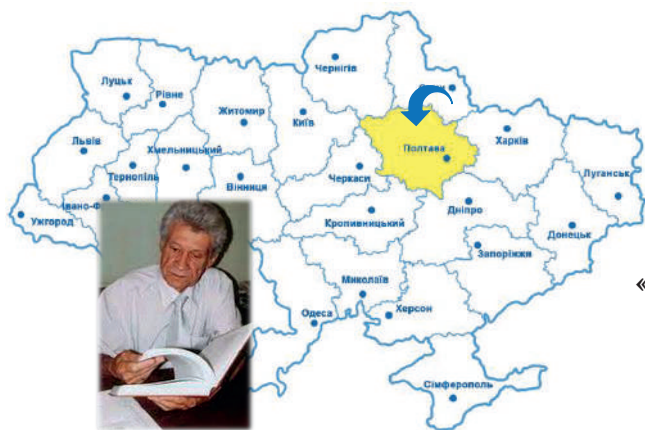 Чернігів
Луцьк
Рівне
Житомир
Київ
Львів
Хмельницький
Тернопіль
Вінниця
Черкаси
Полтава
Харків
Луганськ
Ужгород
Кропивницький
Дніпро
Донецьк
Запоріжжя
Миколаїв
Одеса
Херсон
Сімферополь
«